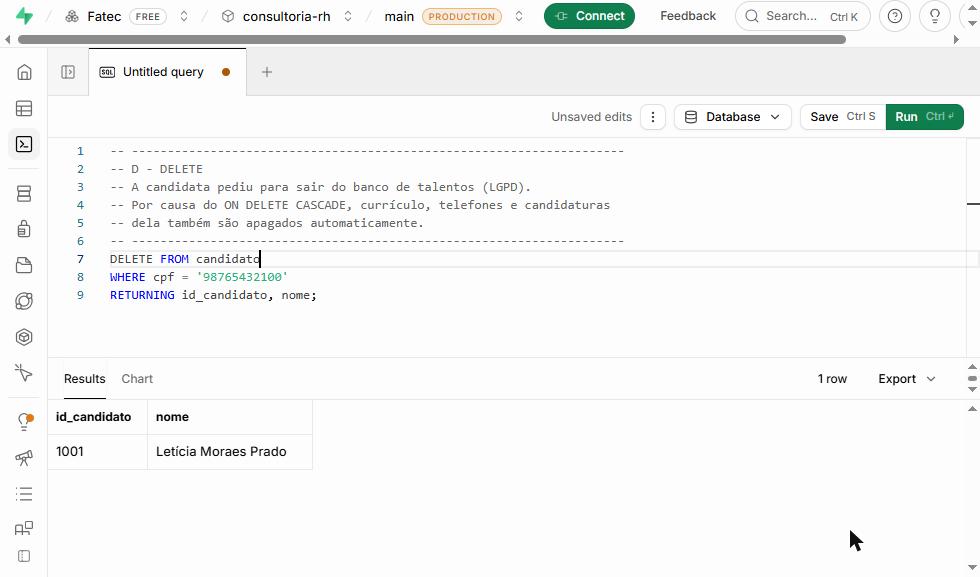 Fatec FREE consultoria-rh main PRODUCTION Connect Feedback Search... Ctrl K
SQL Untitled query
Unsaved edits Database Save Ctrl S Run Ctrl ↵
1 -- ---------------------------------------------------------------------
2 -- D - DELETE
3 -- A candidata pediu para sair do banco de talentos (LGPD).
4 -- Por causa do ON DELETE CASCADE, currículo, telefones e candidaturas
5 -- dela também são apagados automaticamente.
6 -- ---------------------------------------------------------------------
7 DELETE FROM candidato
8 WHERE cpf = '98765432100'
9 RETURNING id_candidato, nome;
Results Chart 1 row Export
id_candidato nome
1001 Letícia Moraes Prado